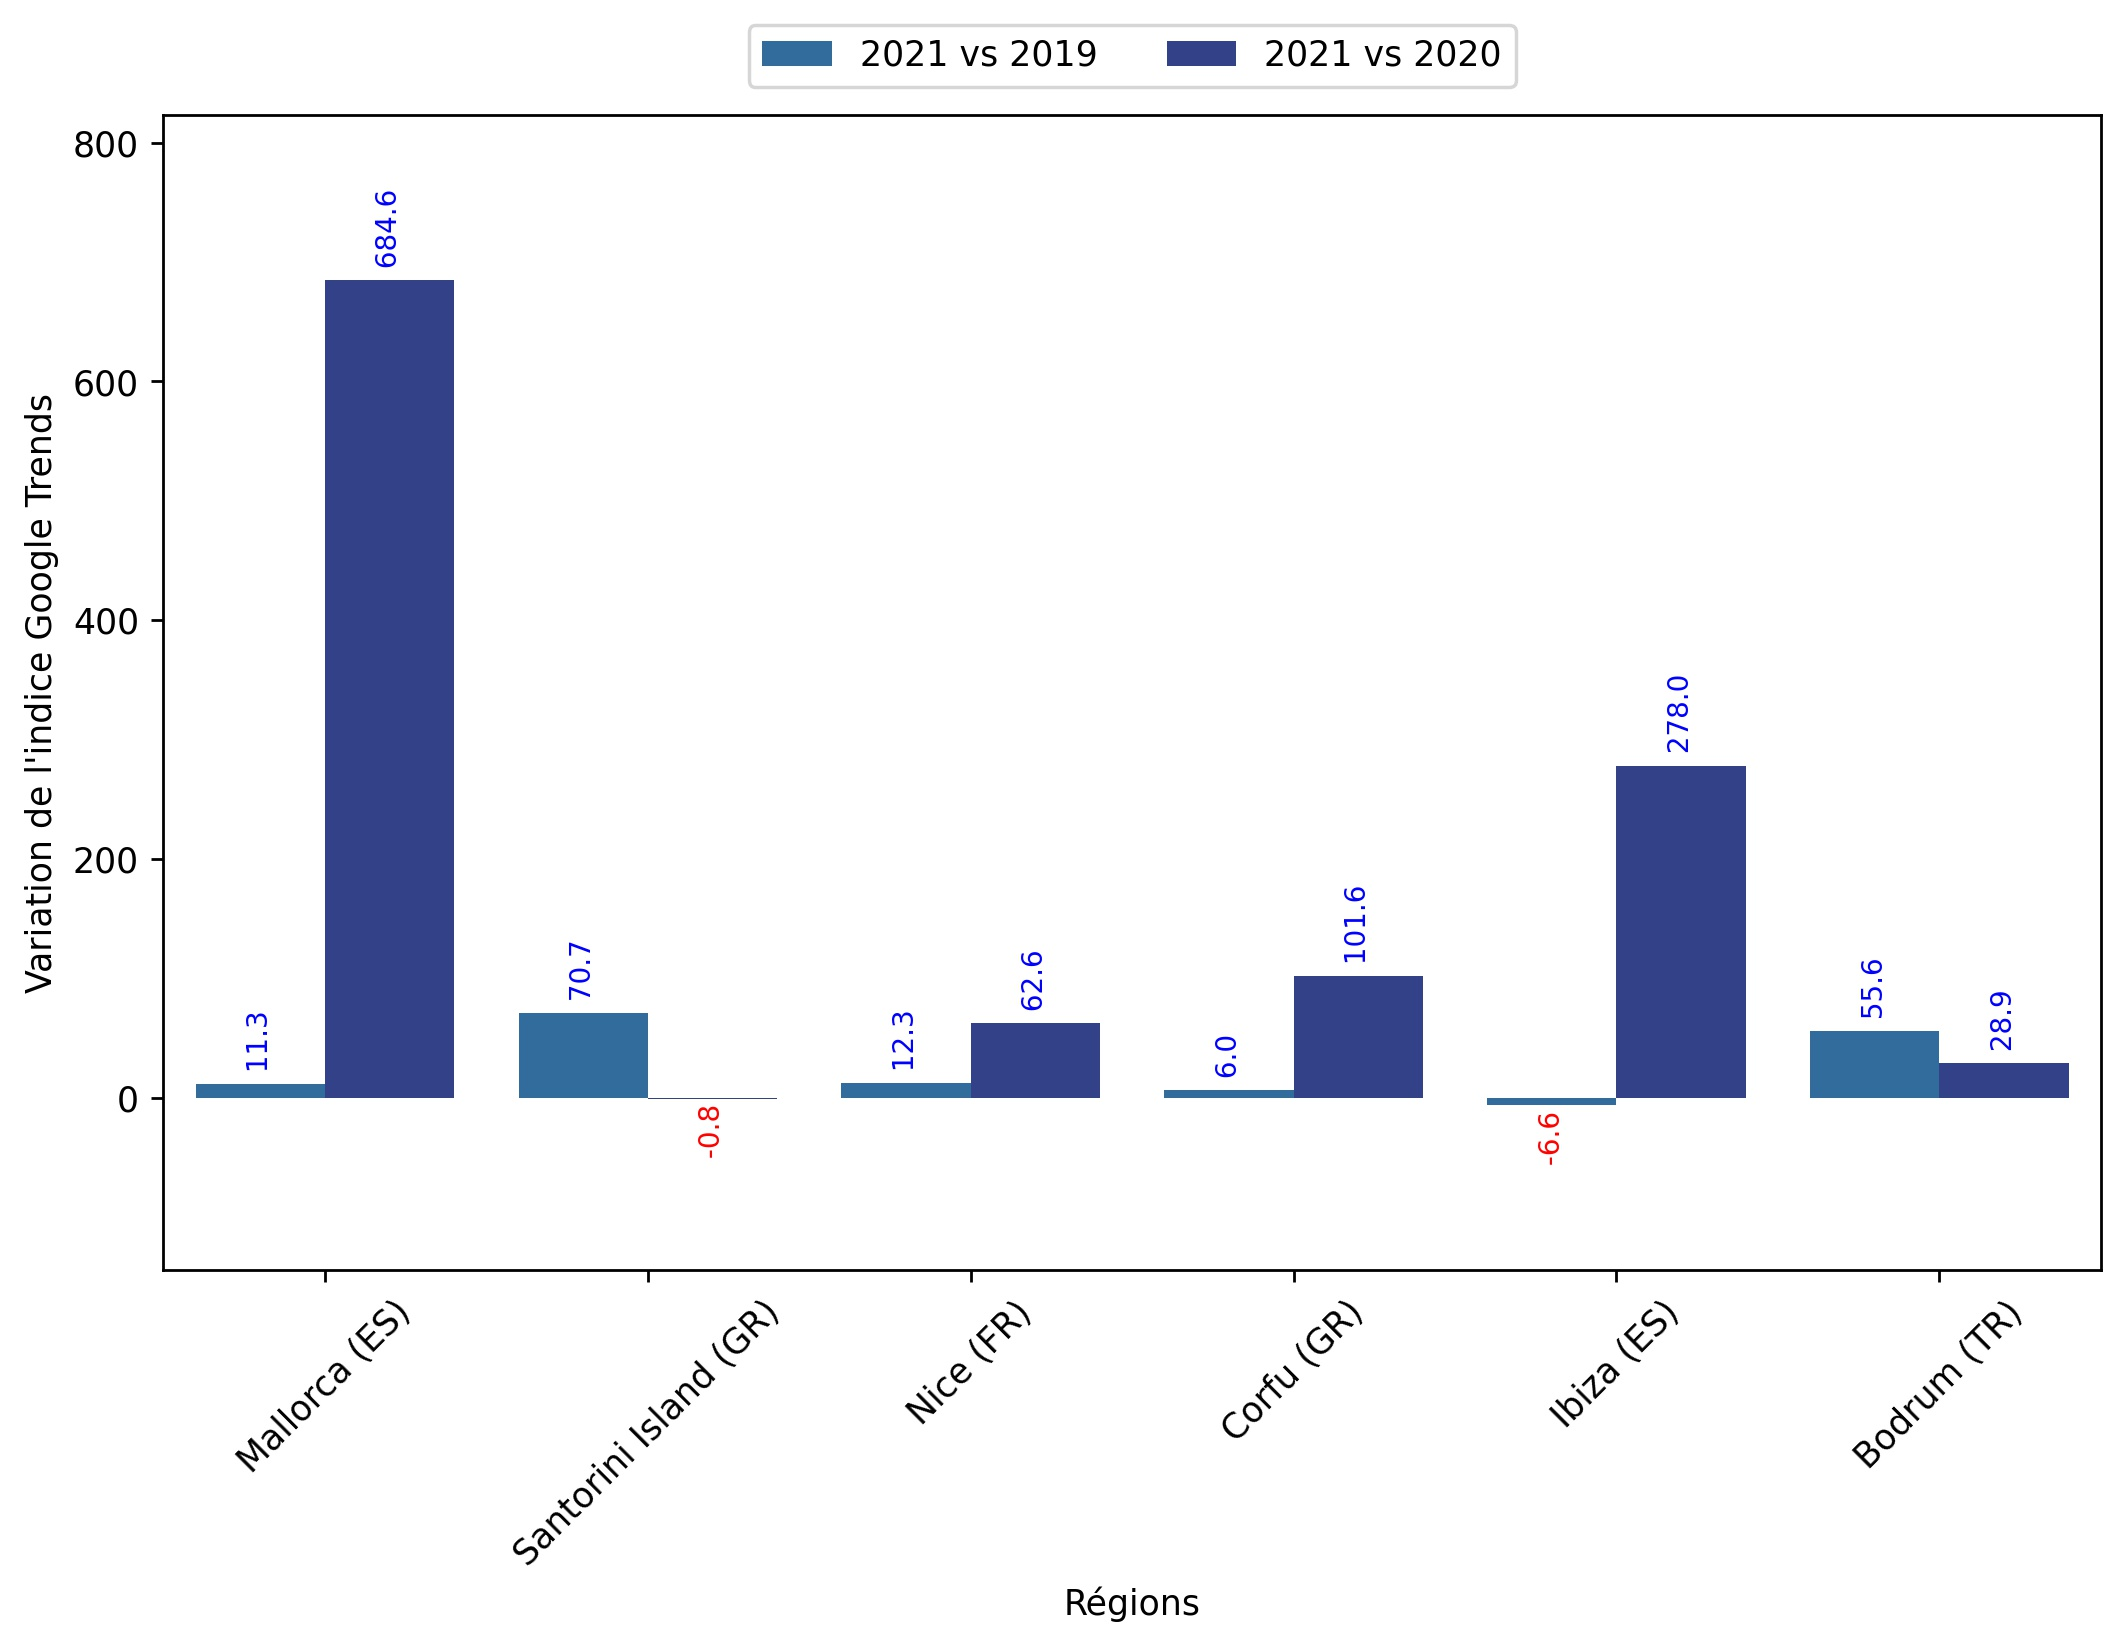 2021 vs 2019
2021 vs 2020
Variation de l'indice Google Trends
800
600
400
200
0
11.3
684.6
70.7
-0.8
12.3
62.6
6.0
101.6
-6.6
278.0
55.6
28.9
Mallorca (ES)
Santorini Island (GR)
Nice (FR)
Corfu (GR)
Ibiza (ES)
Bodrum (TR)
Régions